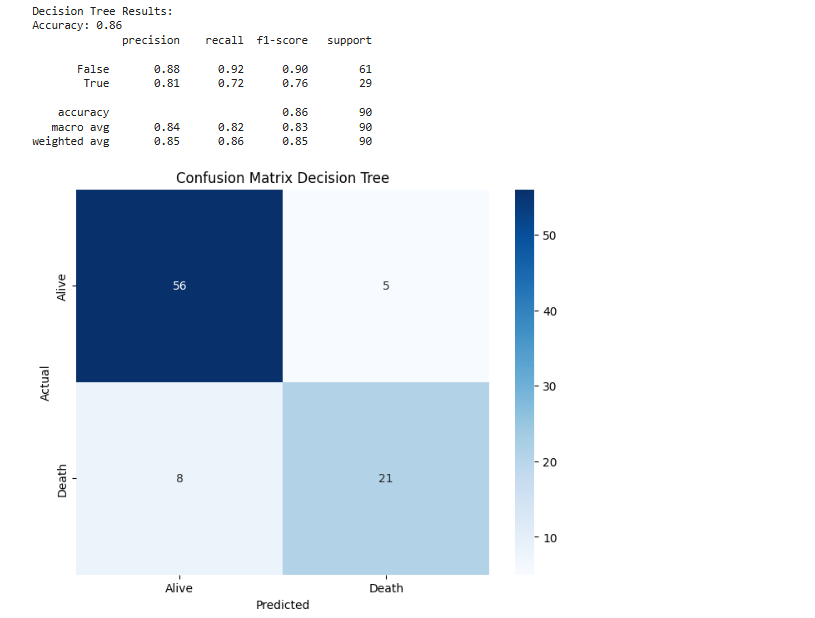 Decision Tree Results:
Accuracy: 0.86
precision recall f1-score support
False 0.88 0.92 0.90 61
True 0.81 0.72 0.76 29
accuracy 0.86 90
macro avg 0.84 0.82 0.83 90
weighted avg 0.85 0.86 0.85 90
Confusion Matrix Decision Tree
50
40
30
20
10
Actual
Alive
56 5
Death
8 21
Alive Death
Predicted